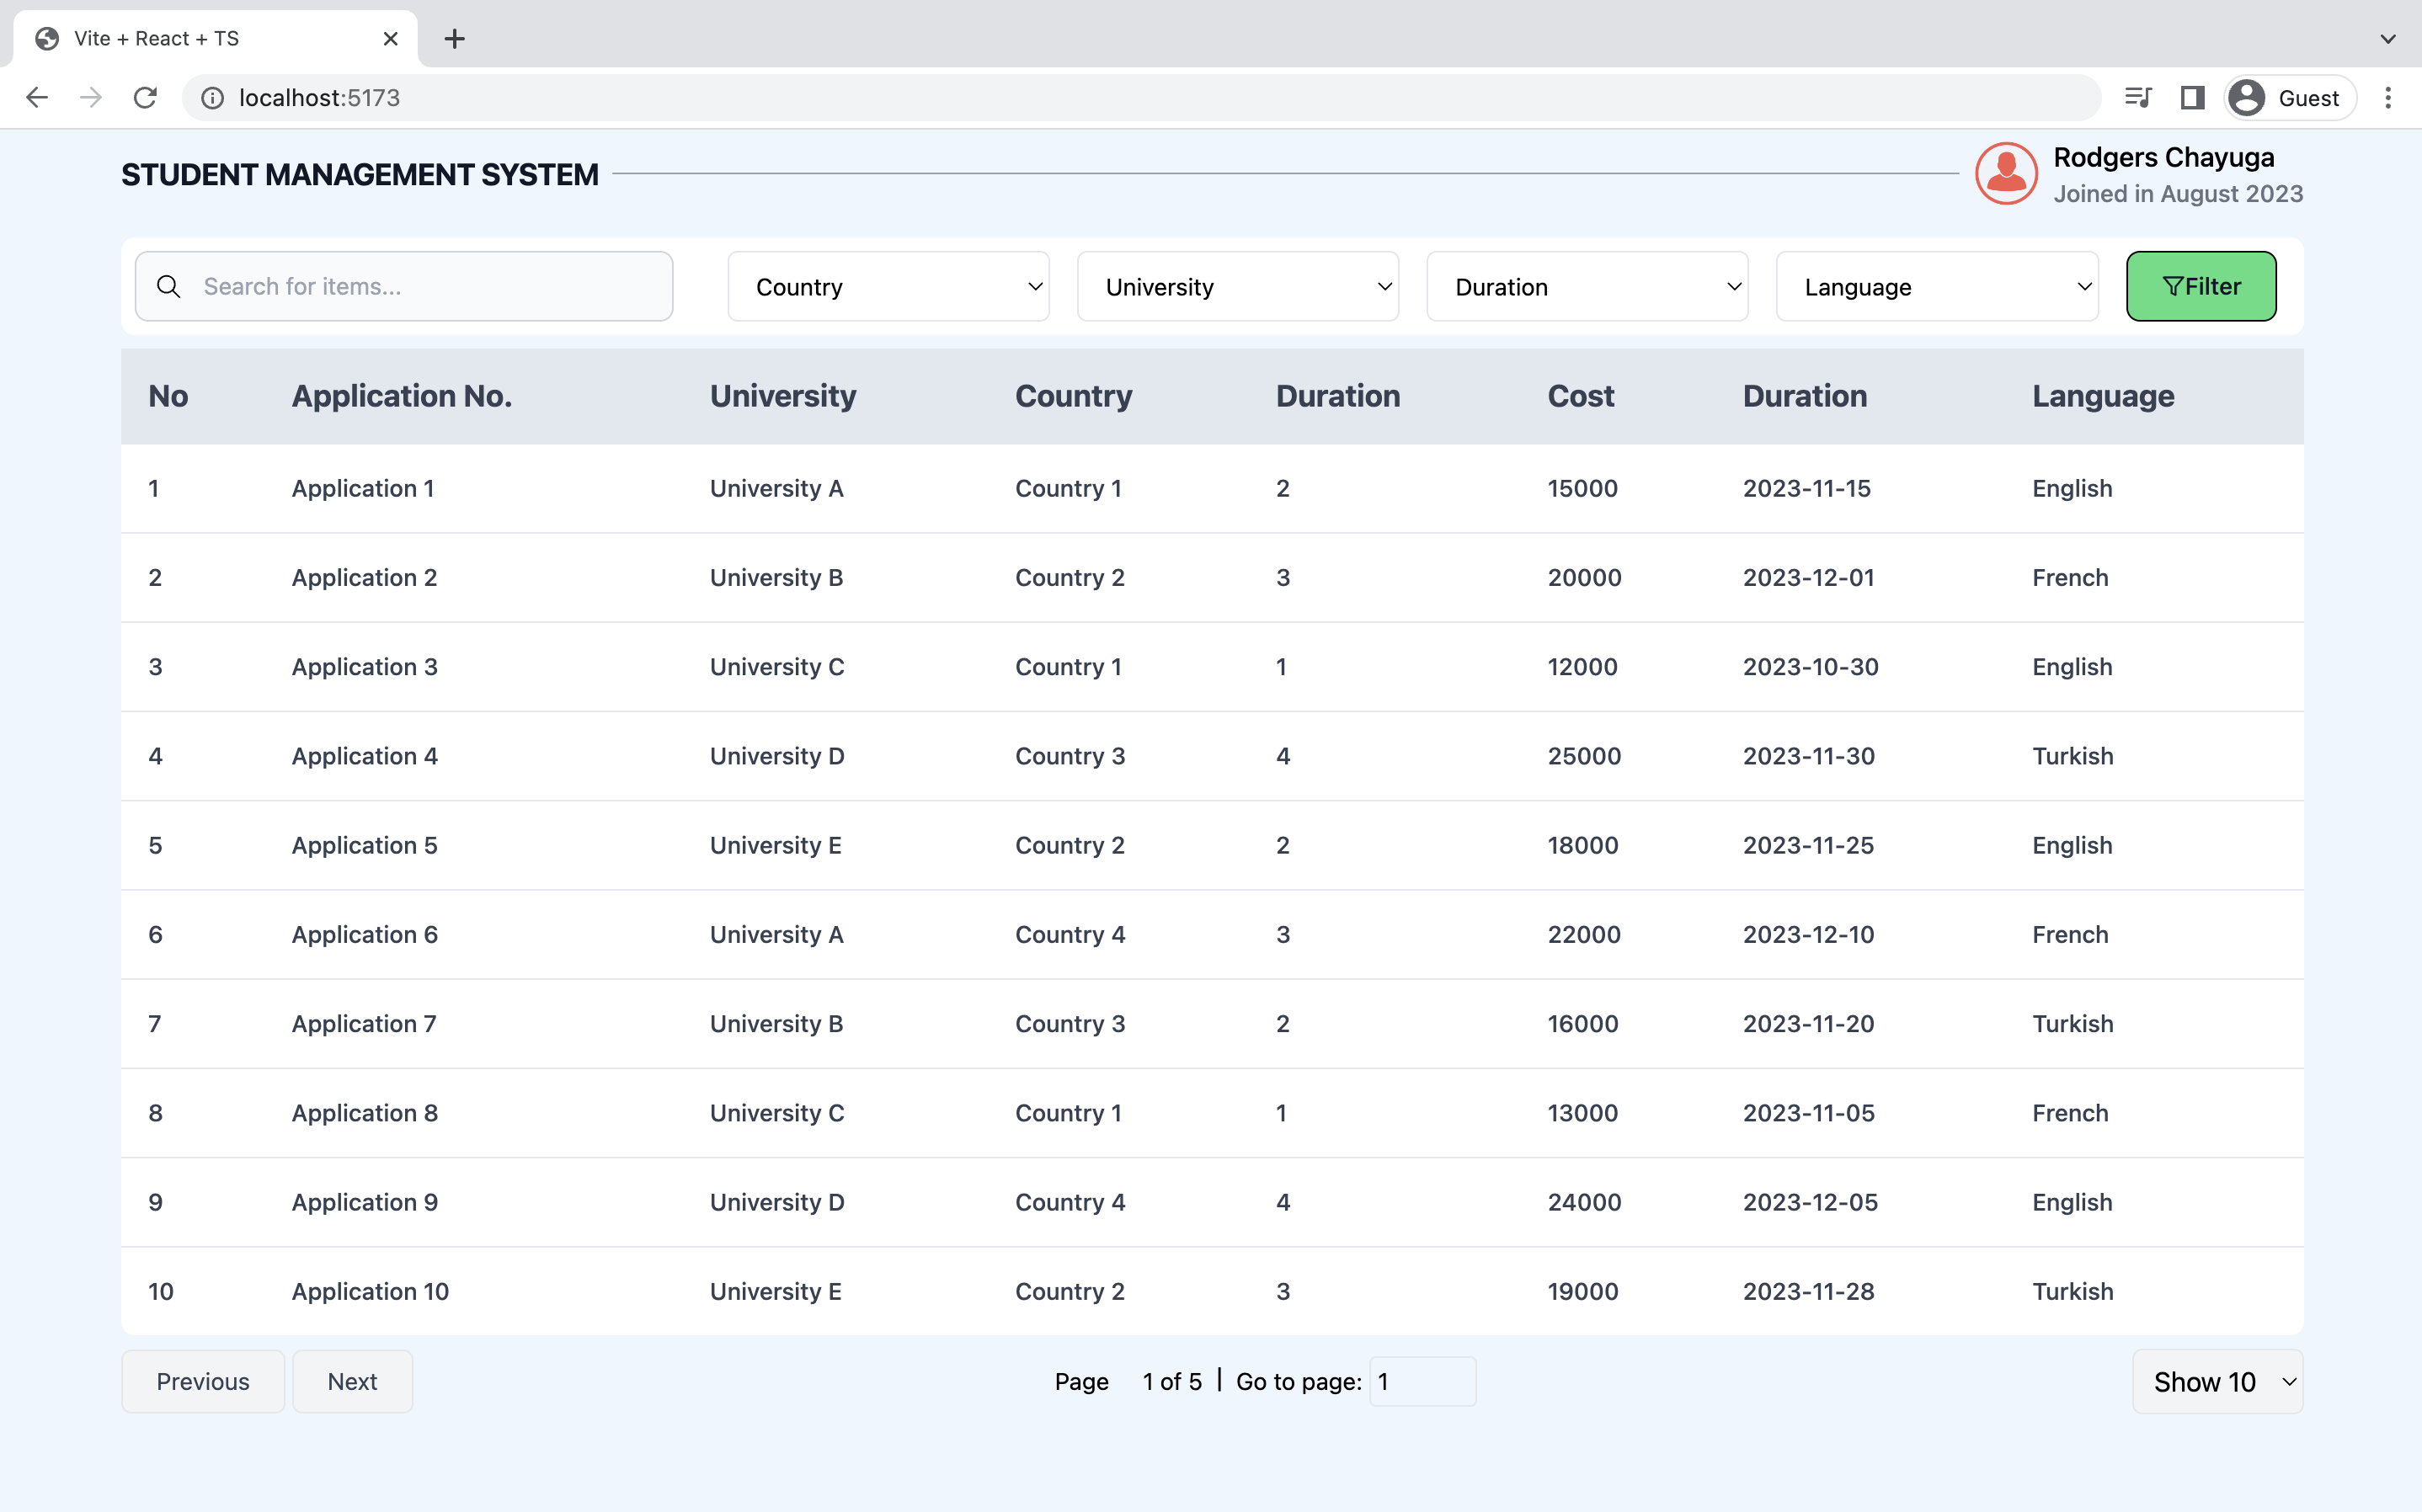 Vite + React + TS
localhost:5173
Guest
STUDENT MANAGEMENT SYSTEM
Rodgers Chayuga
Joined in August 2023
Search for items...
Country
University
Duration
Language
Filter
No Application No. University Country Duration Cost Duration Language
1 Application 1 University A Country 1 2 15000 2023-11-15 English
2 Application 2 University B Country 2 3 20000 2023-12-01 French
3 Application 3 University C Country 1 1 12000 2023-10-30 English
4 Application 4 University D Country 3 4 25000 2023-11-30 Turkish
5 Application 5 University E Country 2 2 18000 2023-11-25 English
6 Application 6 University A Country 4 3 22000 2023-12-10 French
7 Application 7 University B Country 3 2 16000 2023-11-20 Turkish
8 Application 8 University C Country 1 1 13000 2023-11-05 French
9 Application 9 University D Country 4 4 24000 2023-12-05 English
10 Application 10 University E Country 2 3 19000 2023-11-28 Turkish
Previous Next Page 1 of 5 | Go to page: 1 Show 10